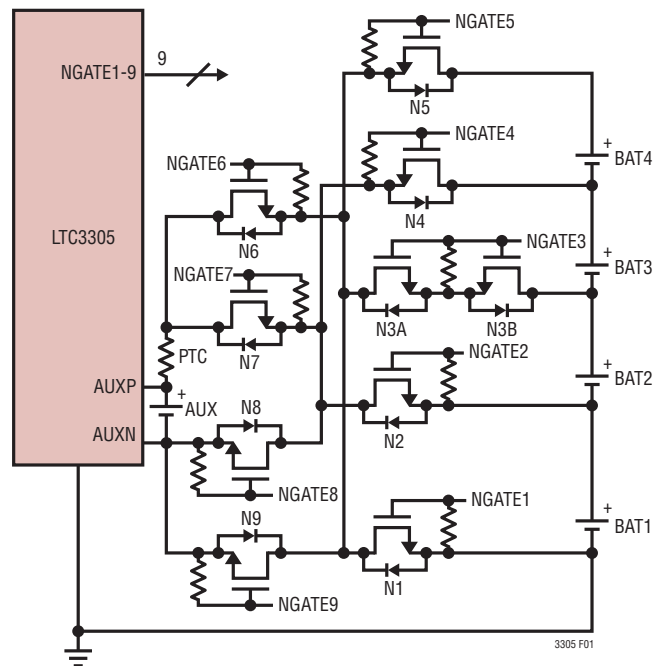 NGATE5
9
NGATE1-9
N5
NGATE4
+
BAT4
NGATE6
N4
LTC3305
NGATE3
N6
+
BAT3
NGATE7
N3A
N3B
PTC
N7
NGATE2
AUXP
+
AUX
N8
+
BAT2
AUXN
N2
NGATE8
NGATE1
N9
+
BAT1
N1
NGATE9
3305 F01